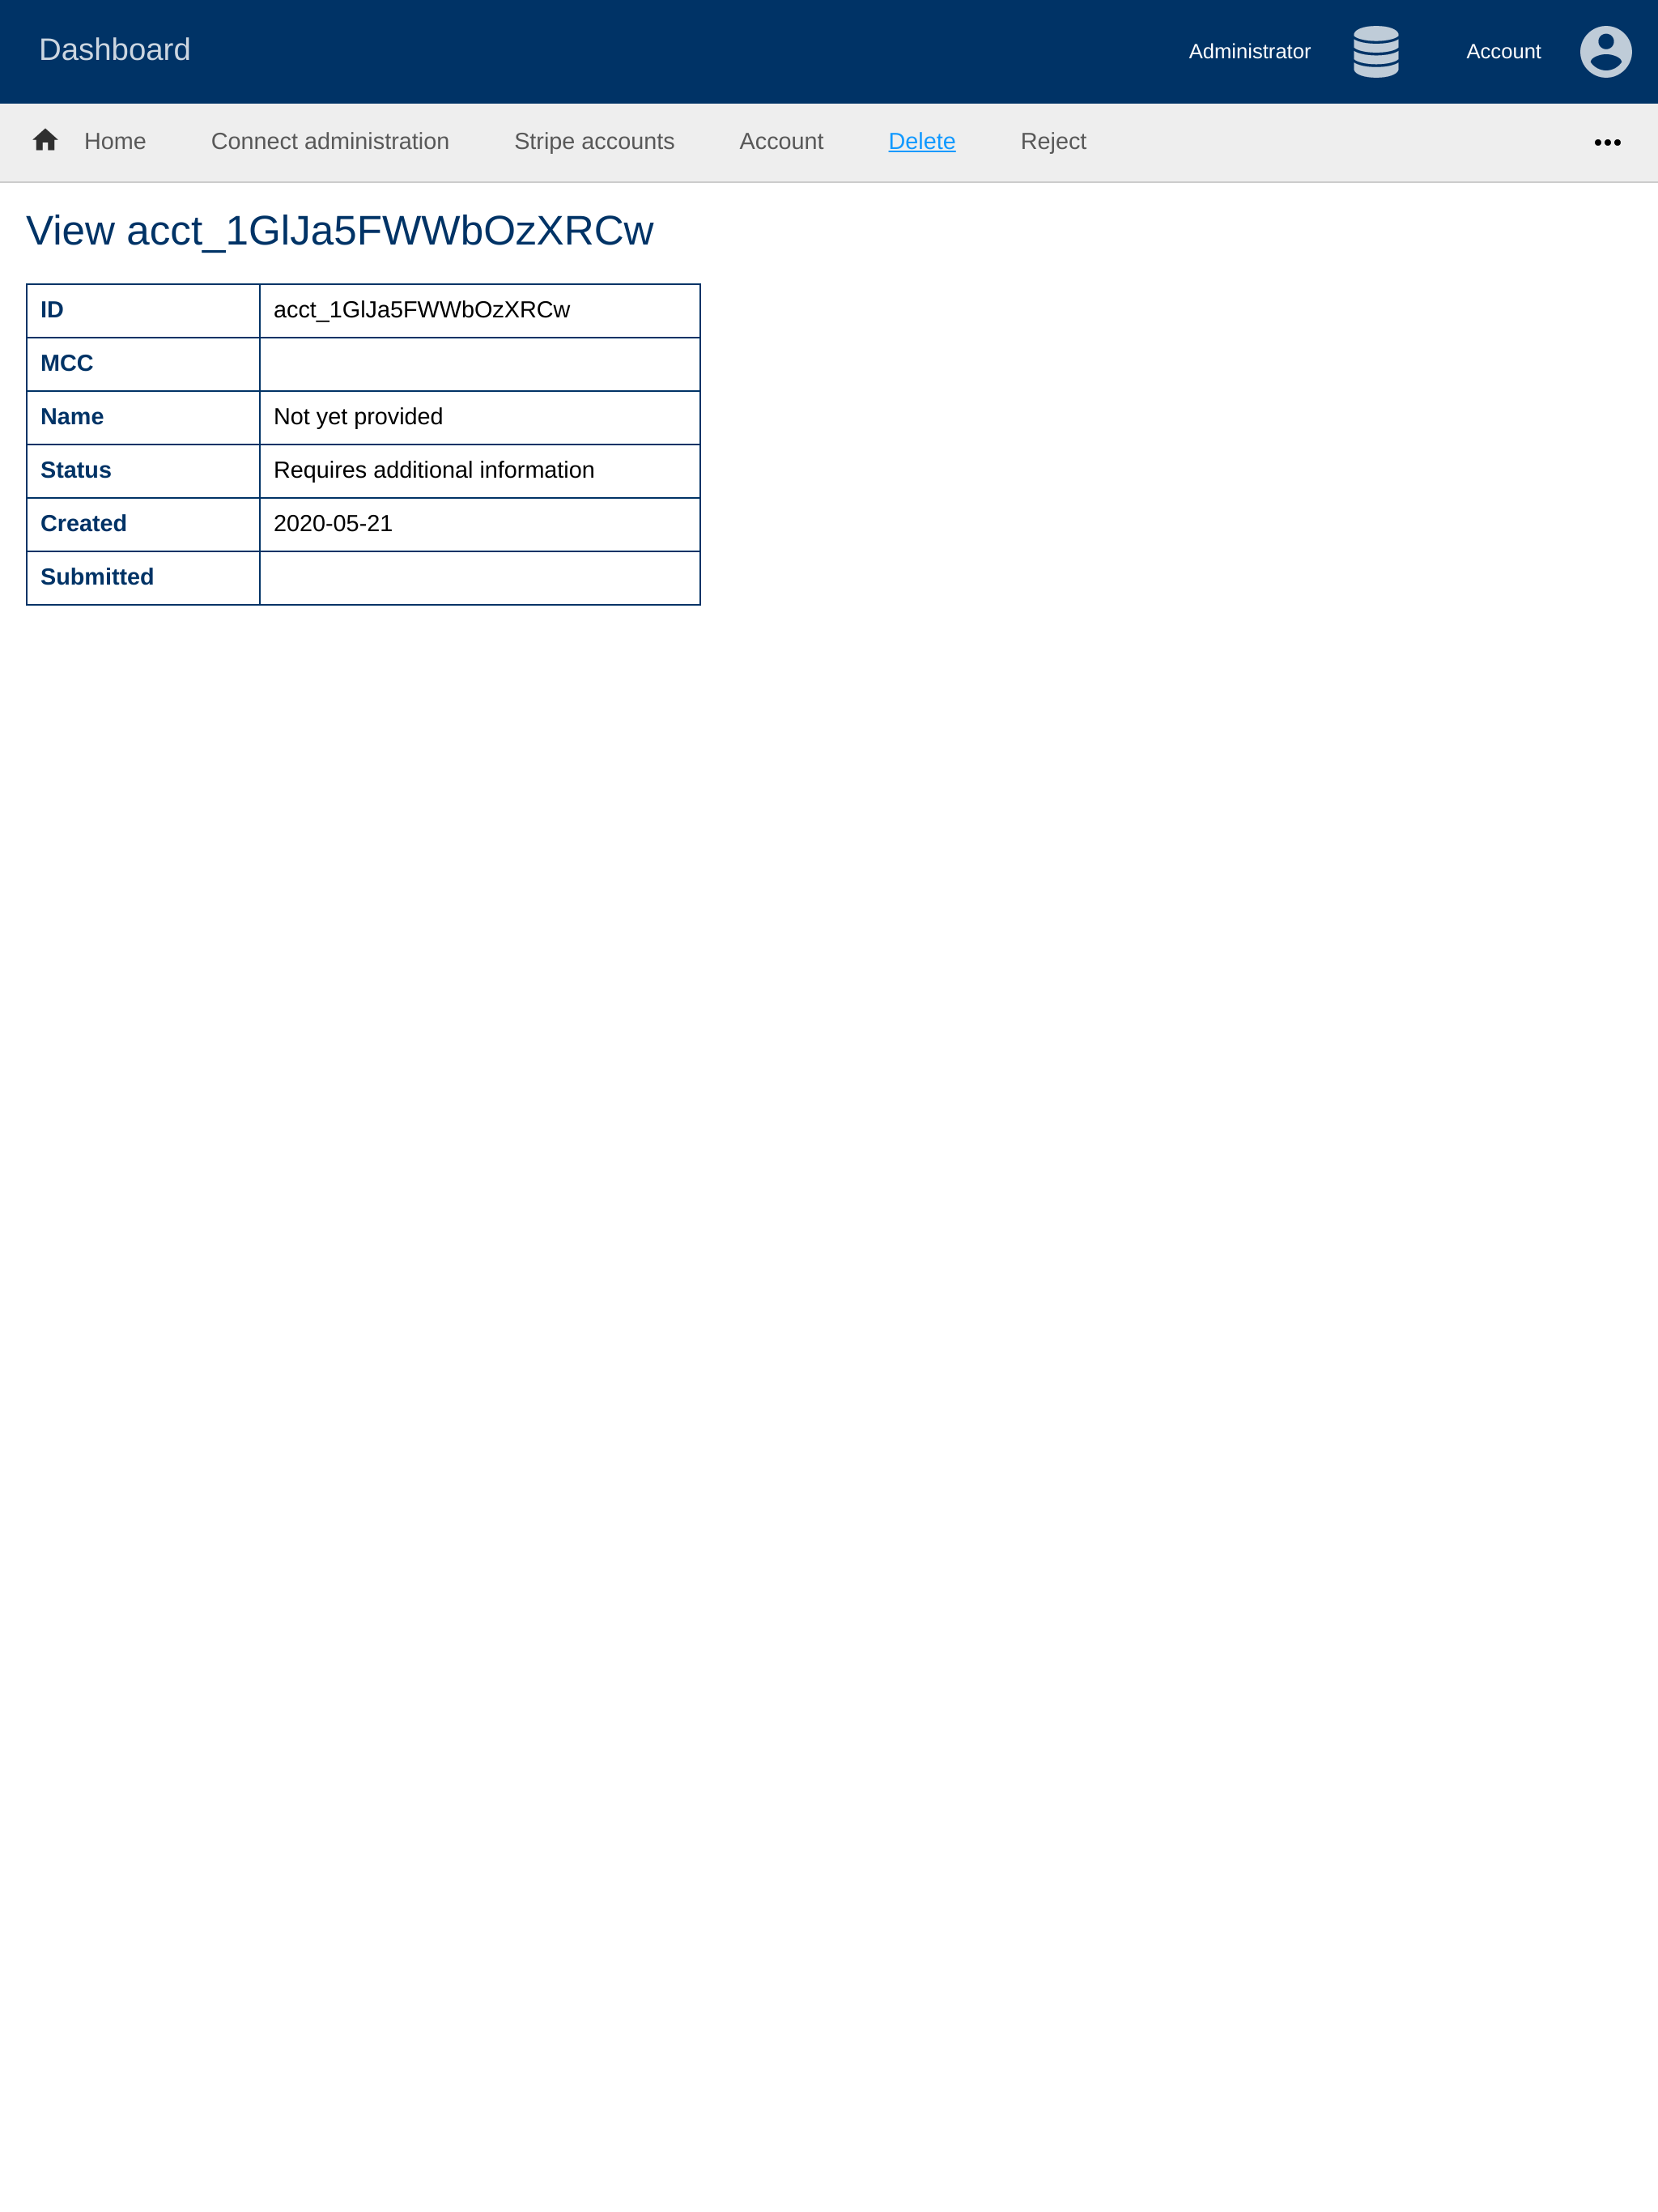 Dashboard
Administrator
Account
Home
Connect administration
Stripe accounts
Account
Delete
Reject
View acct_1GlJa5FWWbOzXRCw
ID acct_1GlJa5FWWbOzXRCw
MCC
Name Not yet provided
Status Requires additional information
Created 2020-05-21
Submitted